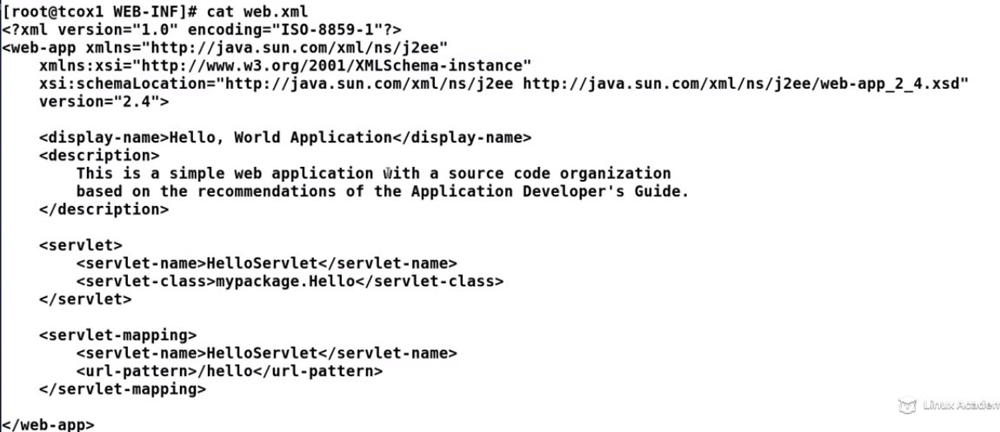 [root@tcox1 WEB-INF]# cat web.xml
<?xml version="1.0" encoding="ISO-8859-1"?>
<web-app xmlns="http://java.sun.com/xml/ns/j2ee"
    xmlns:xsi="http://www.w3.org/2001/XMLSchema-instance"
    xsi:schemaLocation="http://java.sun.com/xml/ns/j2ee http://java.sun.com/xml/ns/j2ee/web-app_2_4.xsd"
    version="2.4">

    <display-name>Hello, World Application</display-name>
    <description>
        This is a simple web application with a source code organization
        based on the recommendations of the Application Developer's Guide.
    </description>

    <servlet>
        <servlet-name>HelloServlet</servlet-name>
        <servlet-class>mypackage.Hello</servlet-class>
    </servlet>

    <servlet-mapping>
        <servlet-name>HelloServlet</servlet-name>
        <url-pattern>/hello</url-pattern>
    </servlet-mapping>

Linux Academ
</web-app>